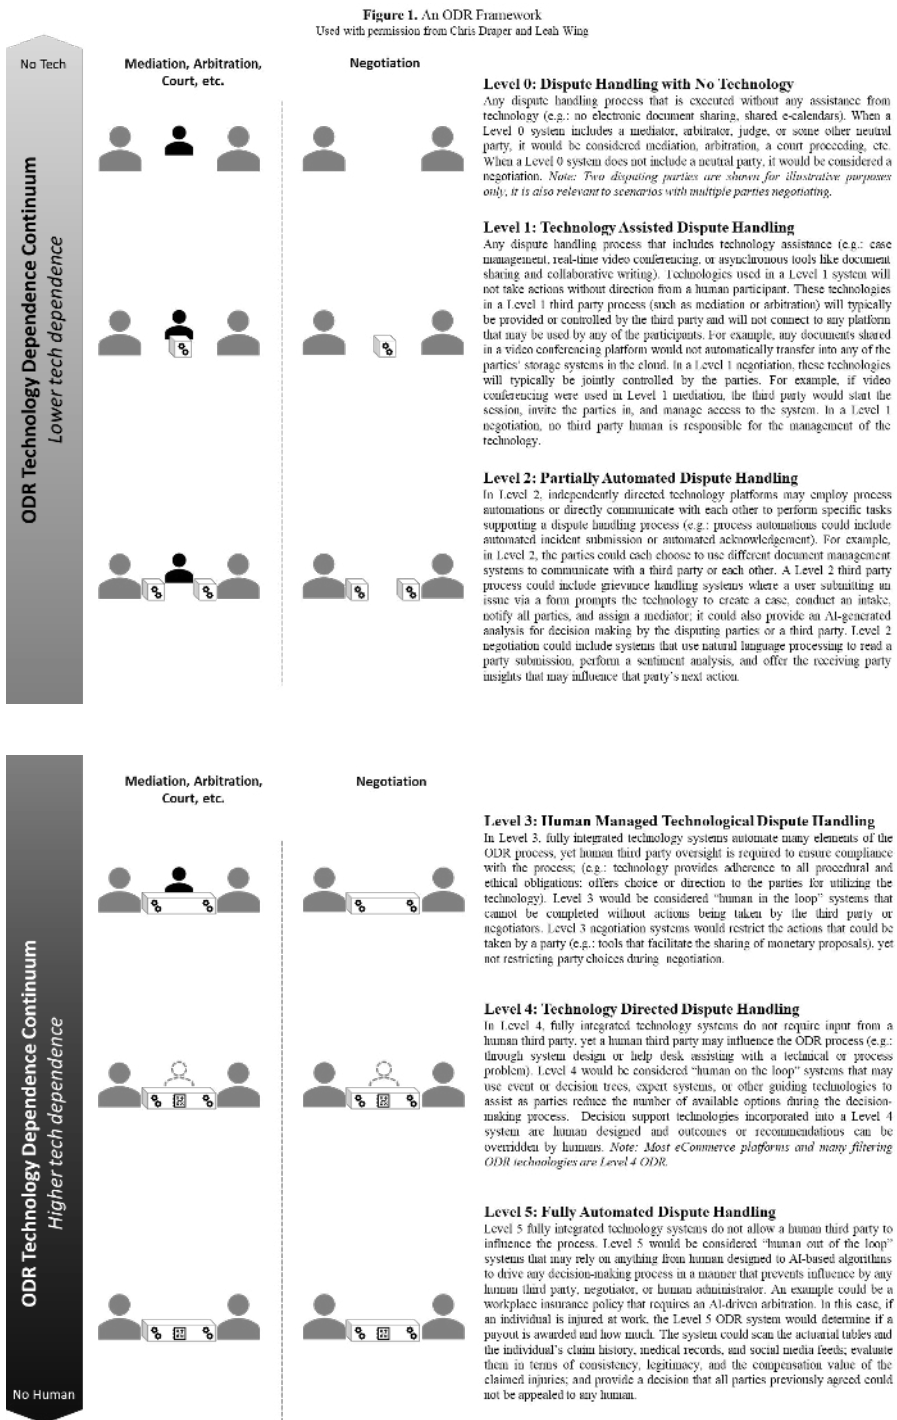 Figure 1. An ODR Framework
Used with permission from Chris Draper and Leah Wing
No Tech
ODR Technology Dependence Continuum
Lower tech dependence
Mediation, Arbitration,
Court, etc.
Negotiation
Level 0: Dispute Handling with No Technology
Any dispute handling process that is executed without any assistance from
technology (e.g.: no electronic document sharing, shared e-calendars). When a
Level 0 system includes a mediator, arbitrator, judge, or some other neutral
party, it would be considered mediation, arbitration, a court proceeding, etc.
When a Level 0 system does not include a neutral party, it would be considered a
negotiation. Note: Two disputing parties are shown for illustrative purposes
only, it is also relevant to scenarios with multiple parties negotiating.
Level 1: Technology Assisted Dispute Handling
Any dispute handling process that includes technology assistance (e.g.: case
management, real-time video conferencing, or asynchronous tools like document
sharing and collaborative writing). Technologies used in a Level 1 system will
not take actions without direction from a human participant. These technologies
in a Level 1 third party process (such as mediation or arbitration) will typically
be provided or controlled by the third party and will not connect to any platform
that may be used by any of the participants. For example, any documents shared
in a video conferencing platform would not automatically transfer into any of the
parties' storage systems in the cloud. In a Level 1 negotiation, these technologies
will typically be jointly controlled by the parties. For example, if video
conferencing were used in Level 1 mediation, the third party would start the
session, invite the parties in, and manage access to the system. In a Level 1
negotiation, no third party human is responsible for the management of the
technology.
Level 2: Partially Automated Dispute Handling
In Level 2, independently directed technology platforms may employ process
automations or directly communicate with each other to perform specific tasks
supporting a dispute handling process (e.g.: process automations could include
automated incident submission or automated acknowledgement). For example,
in Level 2, the parties could each choose to use different document management
systems to communicate with a third party or each other. A Level 2 third party
process could include grievance handling systems where a user submitting an
issue via a form prompts the technology to create a case, conduct an intake,
notify all parties, and assign a mediator; it could also provide an AI-generated
analysis for decision making by the disputing parties or a third party. Level 2
negotiation could include systems that use natural language processing to read a
party submission, perform a sentiment analysis, and offer the receiving party
insights that may influence that party's next action.
ODR Technology Dependence Continuum
Higher tech dependence
No Human
Mediation, Arbitration,
Court, etc.
Negotiation
Level 3: Human Managed Technological Dispute Handling
In Level 3, fully integrated technology systems automate many elements of the
ODR process, yet human third party oversight is required to ensure compliance
with the process; (e.g.: technology provides adherence to all procedural and
ethical obligations: offers choice or direction to the parties for utilizing the
technology). Level 3 would be considered "human in the loop" systems that
cannot be completed without actions being taken by the third party or
negotiators. Level 3 negotiation systems would restrict the actions that could be
taken by a party (e.g.: tools that facilitate the sharing of monetary proposals), yet
not restricting party choices during negotiation.
Level 4: Technology Directed Dispute Handling
In Level 4, fully integrated technology systems do not require input from a
human third party, yet a human third party may influence the ODR process (e.g.:
through system design or help desk assisting with a technical or process
problem). Level 4 would be considered "human on the loop" systems that may
use event or decision trees, expert systems, or other guiding technologies to
assist as parties reduce the number of available options during the decision-
making process. Decision support technologies incorporated into a Level 4
system are human designed and outcomes or recommendations can be
overridden by humans. Note: Most eCommerce platforms and many filtering
ODR technologies are Level 4 ODR.
Level 5: Fully Automated Dispute Handling
Level 5 fully integrated technology systems do not allow a human third party to
influence the process. Level 5 would be considered "human out of the loop"
systems that may rely on anything from human designed to AI-based algorithms
to drive any decision-making process in a manner that prevents influence by any
human third party, negotiator, or human administrator. An example could be a
workplace insurance policy that requires an AI-driven arbitration. In this case, if
an individual is injured at work, the Level 5 ODR system would determine if a
payout is awarded and how much. The system could scan the actuarial tables and
the individual's claim history, medical records, and social media feeds; evaluate
them in terms of consistency, legitimacy, and the compensation value of the
claimed injuries; and provide a decision that all parties previously agreed could
not be appealed to any human.